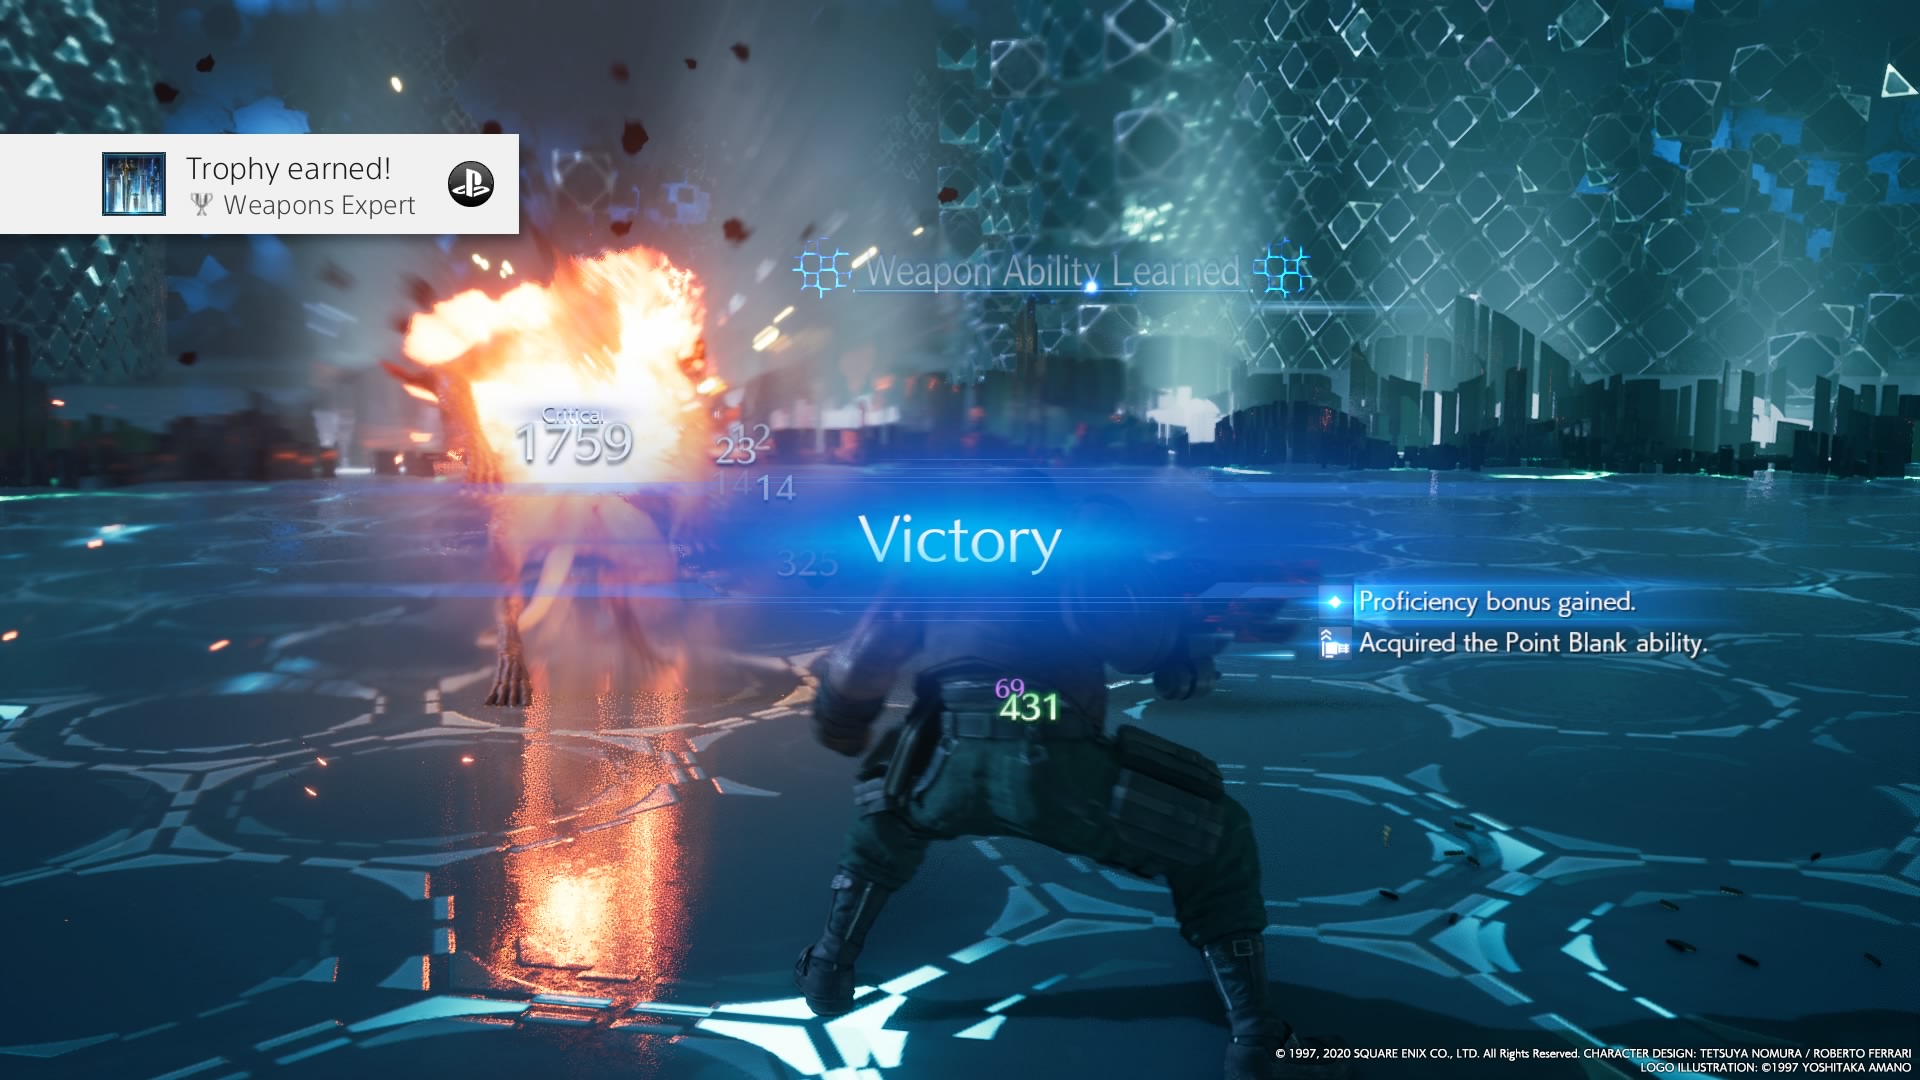 Trophy earned!
Weapons Expert
Weapon Ability Learned
Critical
1759
12
23
14
14
325
Victory
Proficiency bonus gained.
Acquired the Point Blank ability.
69
431
© 1997, 2020 SQUARE ENIX CO., LTD. All Rights Reserved. CHARACTER DESIGN: TETSUYA NOMURA / ROBERTO FERRARI
LOGO ILLUSTRATION: ©1997 YOSHITAKA AMANO